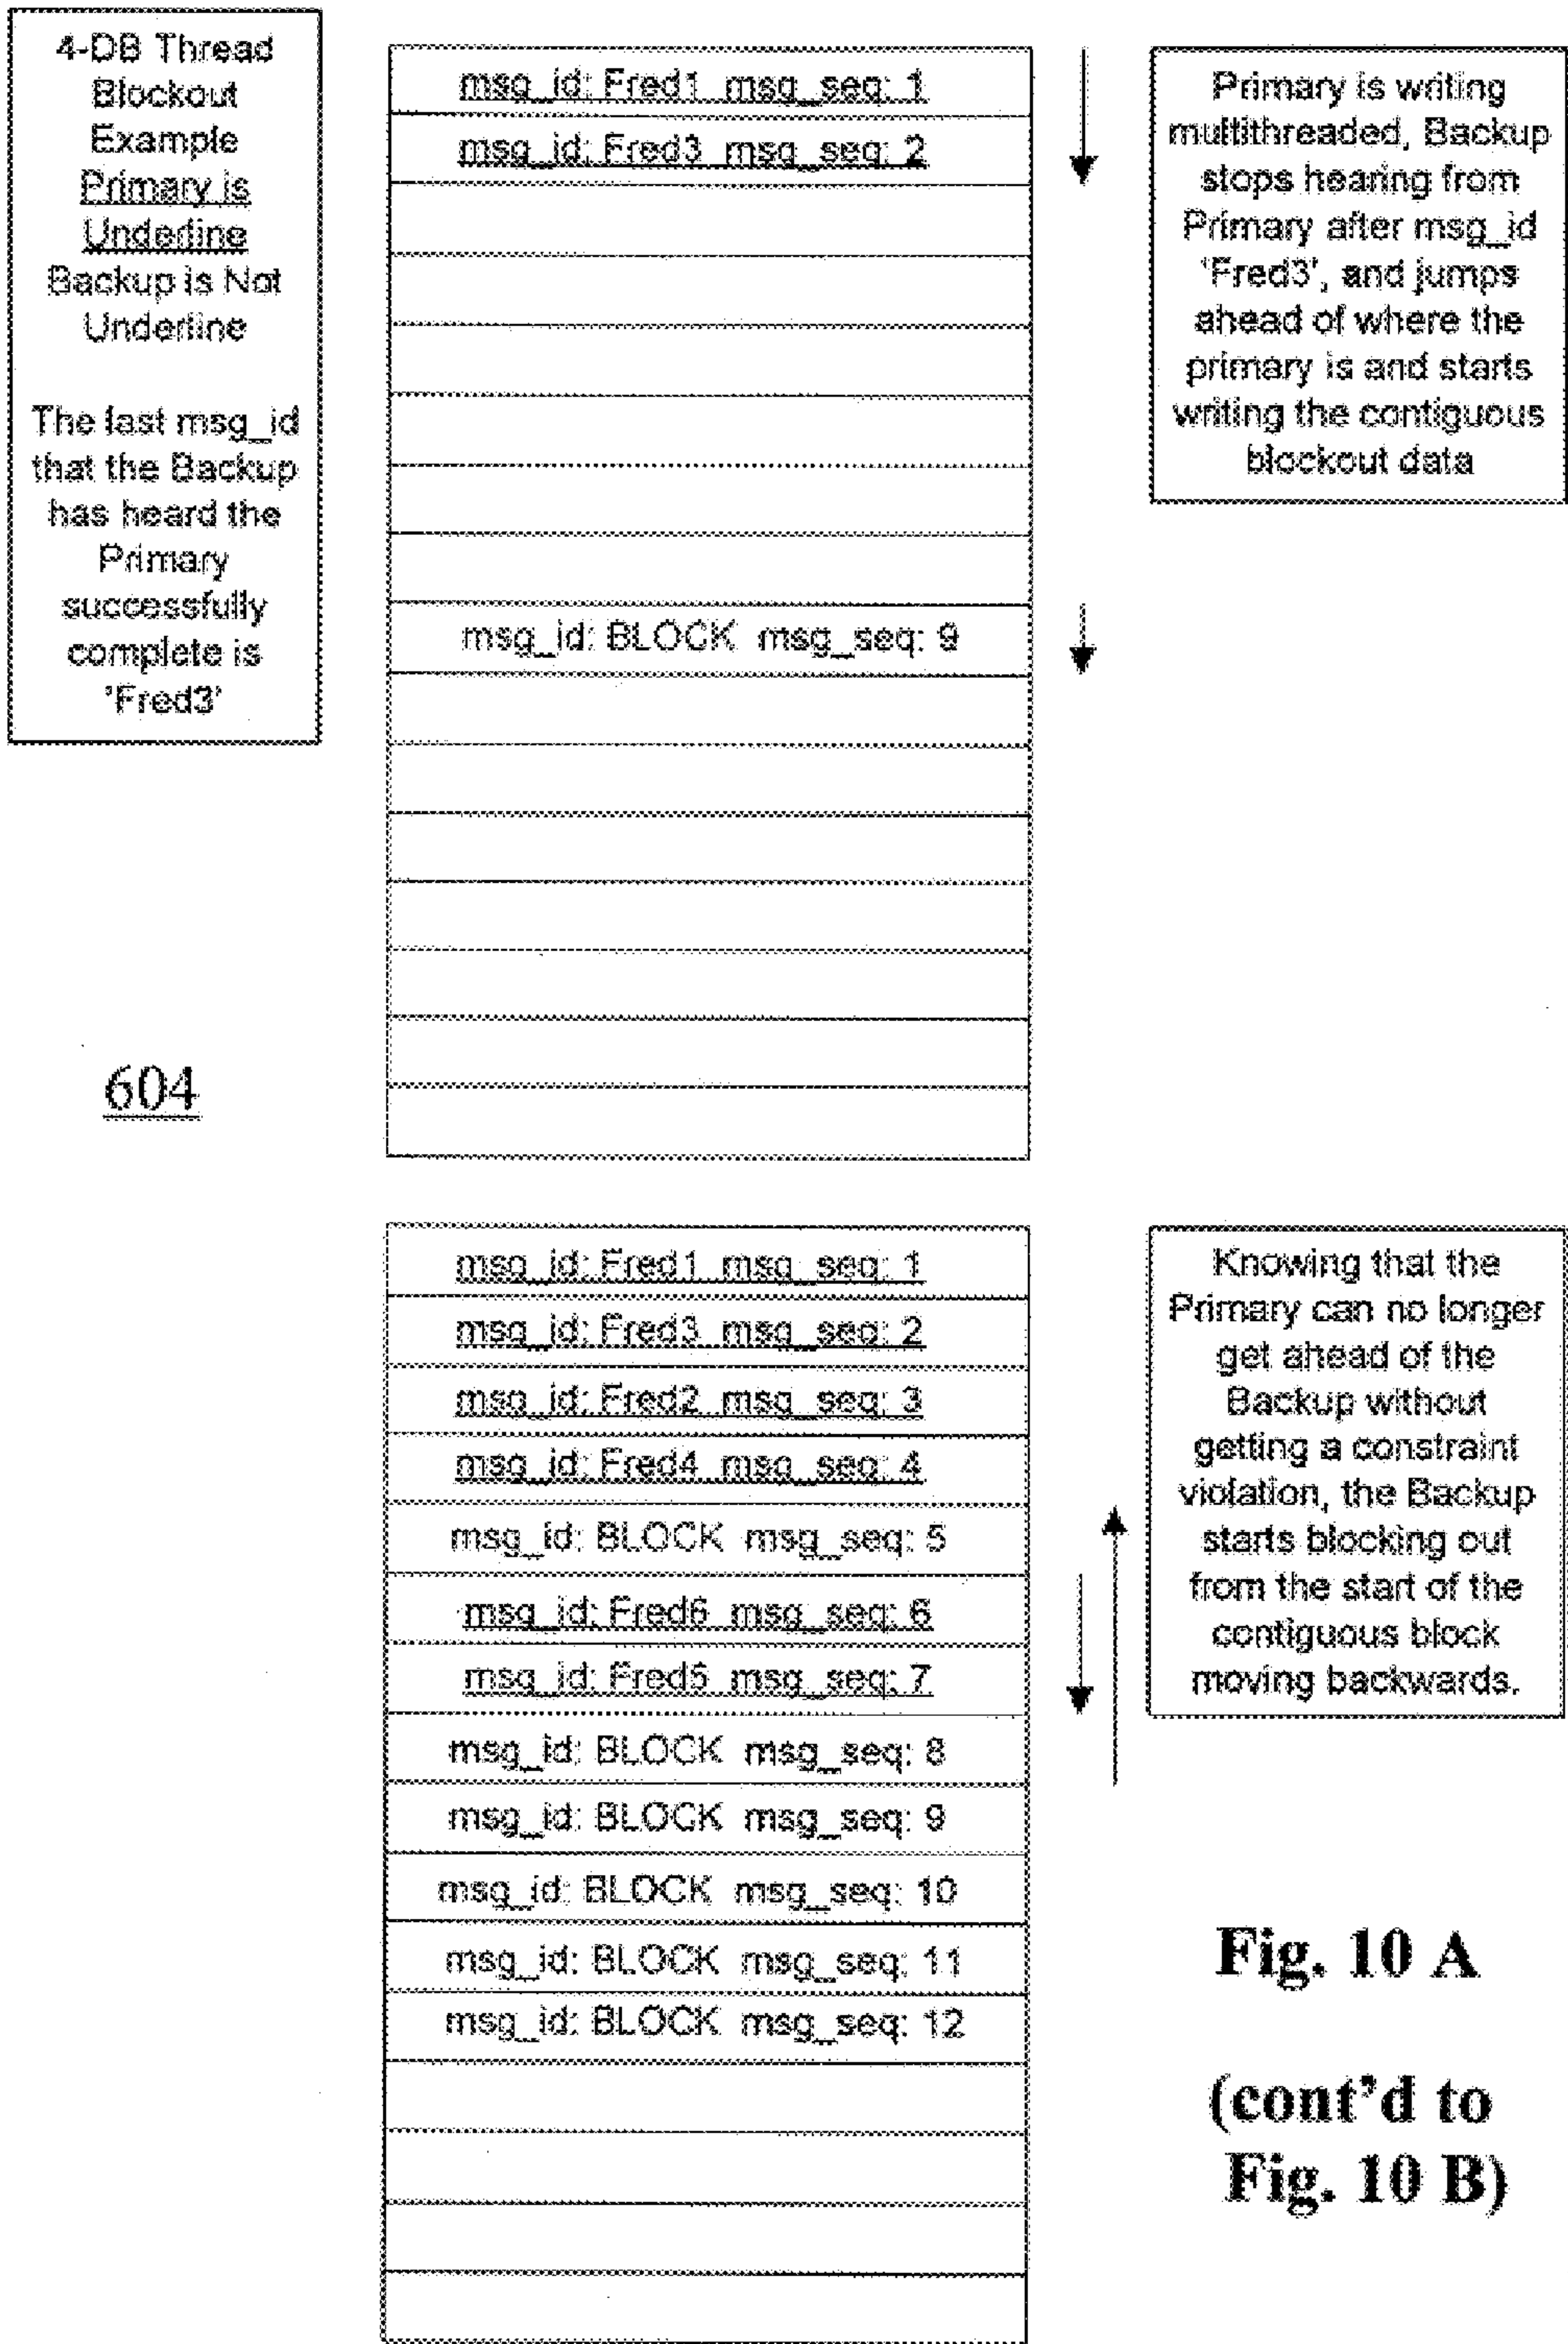 4-DB Thread
Blockout
Example
Primary is
Underline
Backup is Not
Underline
The last msg_id
that the Backup
has heard the
Primary
successfully
complete is
'Fred3'
msg_id: Fred1 msg_seq: 1
msg_id: Fred3 msg_seq: 2
msg_id: BLOCK msg_seq: 9
Primary is writing
multithreaded, Backup
stops hearing from
Primary after msg_id
'Fred3', and jumps
ahead of where the
primary is and starts
writing the contiguous
blockout data
604
msg_id: Fred1 msg_seq: 1
msg_id: Fred3 msg_seq: 2
msg_id: Fred2 msg_seq: 3
msg_id: Fred4 msg_seq: 4
msg_id: BLOCK msg_seq: 5
msg_id: Fred6 msg_seq: 6
msg_id: Fred5 msg_seq: 7
msg_id: BLOCK msg_seq: 8
msg_id: BLOCK msg_seq: 9
msg_id: BLOCK msg_seq: 10
msg_id: BLOCK msg_seq: 11
msg_id: BLOCK msg_seq: 12
Knowing that the
Primary can no longer
get ahead of the
Backup without
getting a constraint
violation, the Backup
starts blocking out
from the start of the
contiguous block
moving backwards.
Fig. 10 A
(cont'd to
Fig. 10 B)